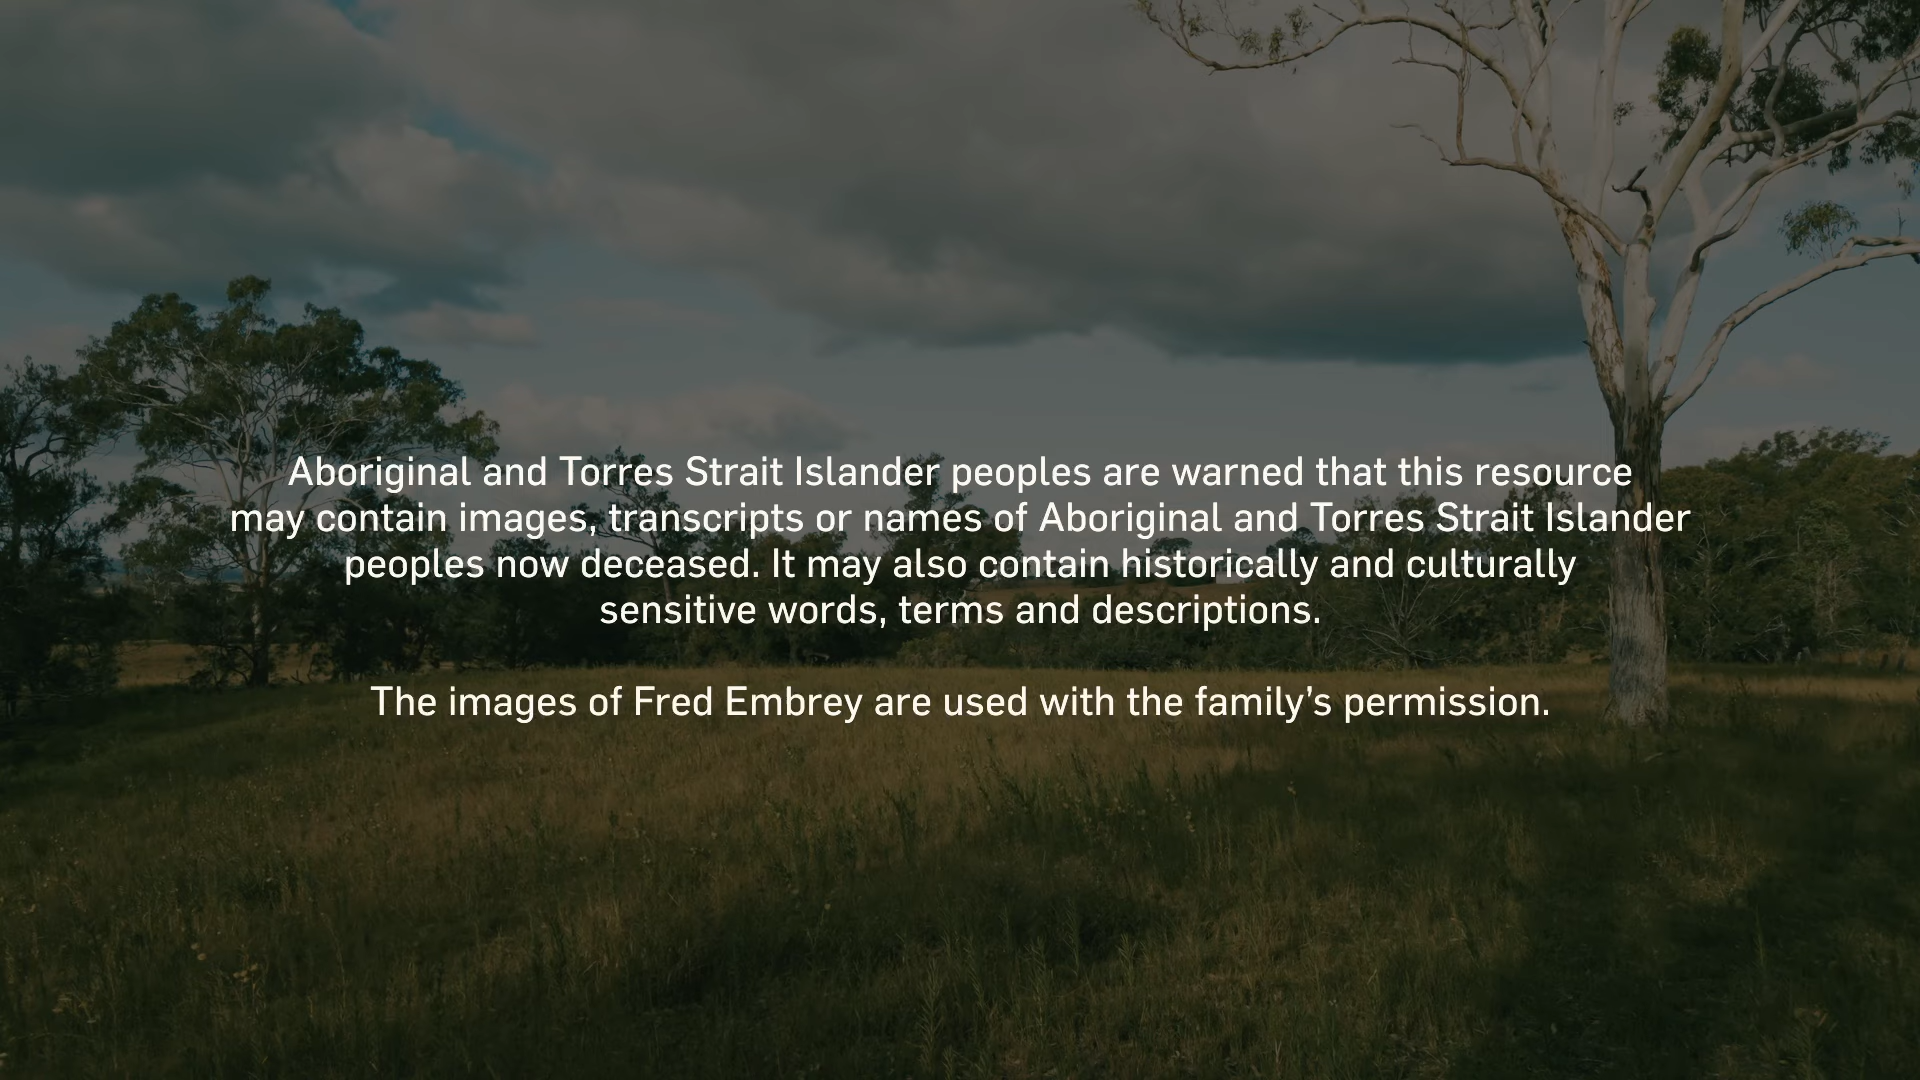 Aboriginal and Torres Strait Islander peoples are warned that this resource
may contain images, transcripts or names of Aboriginal and Torres Strait Islander
peoples now deceased. It may also contain historically and culturally
sensitive words, terms and descriptions.
The images of Fred Embrey are used with the family’s permission.